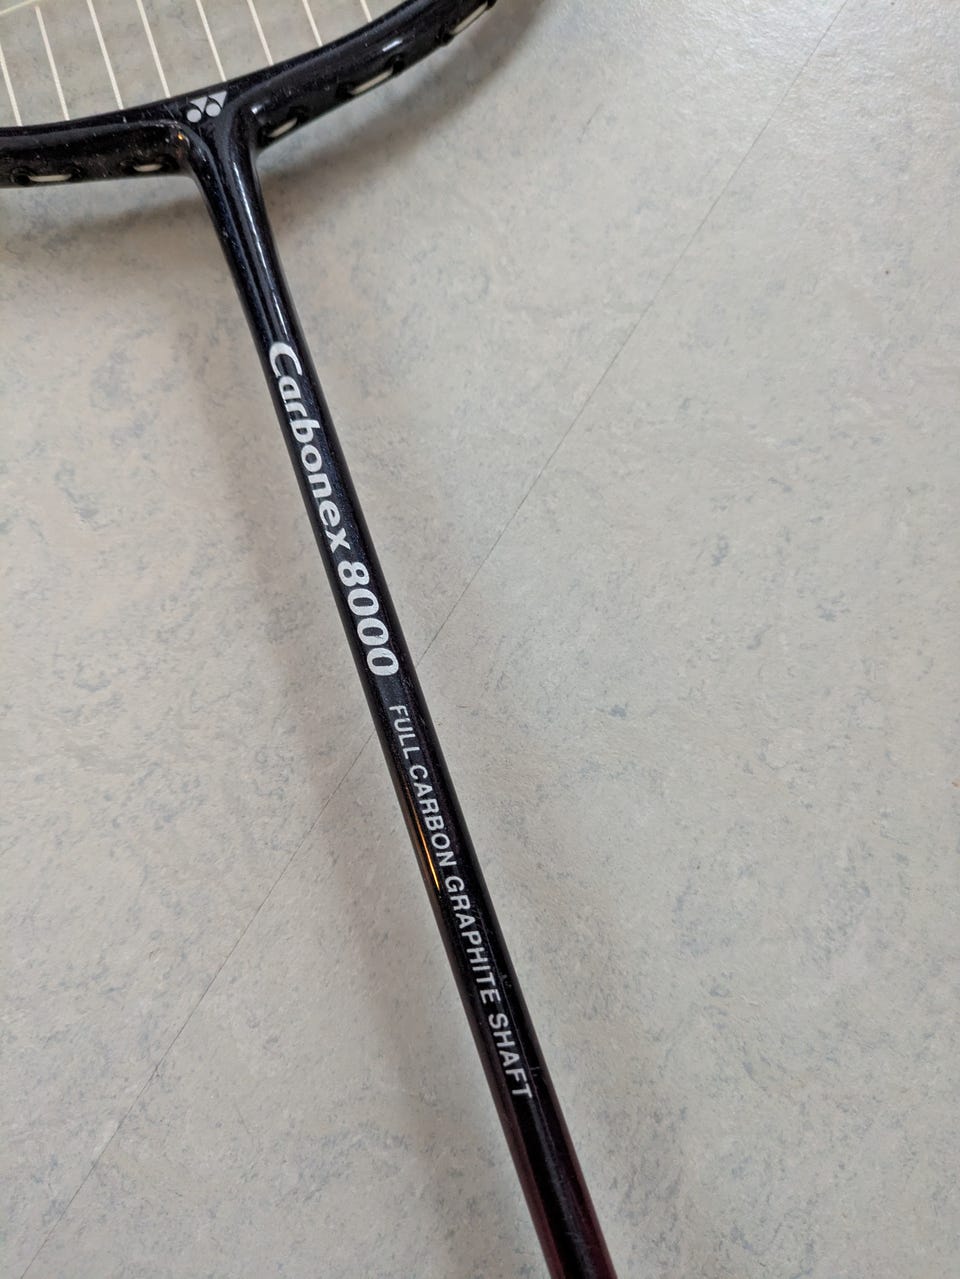 Carbonex 8000
FULL CARBON GRAPHITE SHAFT